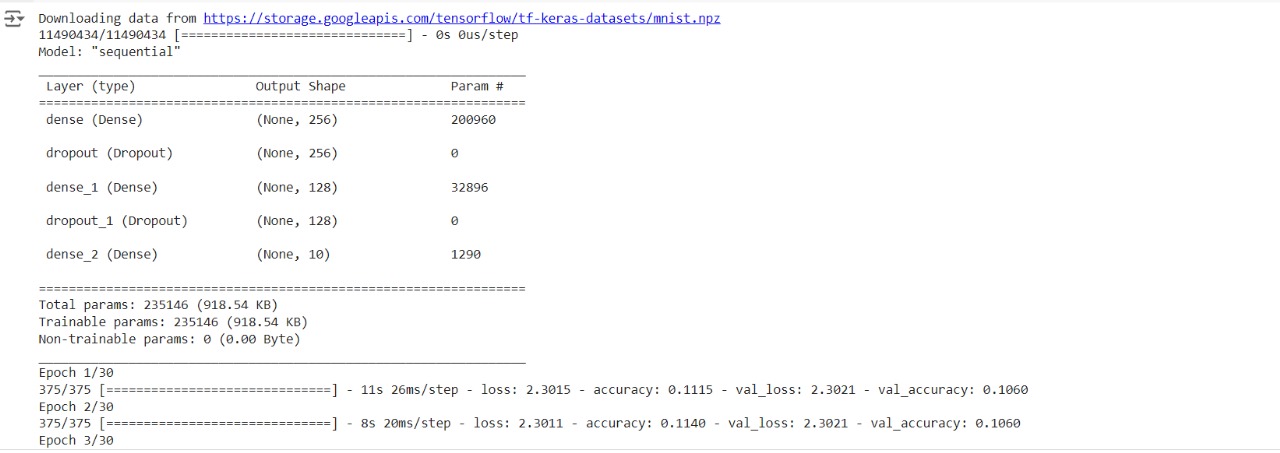 Downloading data from https://storage.googleapis.com/tensorflow/tf-keras-datasets/mnist.npz
11490434/11490434 [==============================] - 0s 0us/step
Model: "sequential"
_________________________________________________________________
Layer (type)                Output Shape              Param #
=================================================================
dense (Dense)               (None, 256)               200960
dropout (Dropout)           (None, 256)               0
dense_1 (Dense)             (None, 128)               32896
dropout_1 (Dropout)         (None, 128)               0
dense_2 (Dense)             (None, 10)                1290
=================================================================
Total params: 235146 (918.54 KB)
Trainable params: 235146 (918.54 KB)
Non-trainable params: 0 (0.00 Byte)
_________________________________________________________________
Epoch 1/30
375/375 [==============================] - 11s 26ms/step - loss: 2.3015 - accuracy: 0.1115 - val_loss: 2.3021 - val_accuracy: 0.1060
Epoch 2/30
375/375 [==============================] - 8s 20ms/step - loss: 2.3011 - accuracy: 0.1140 - val_loss: 2.3021 - val_accuracy: 0.1060
Epoch 3/30